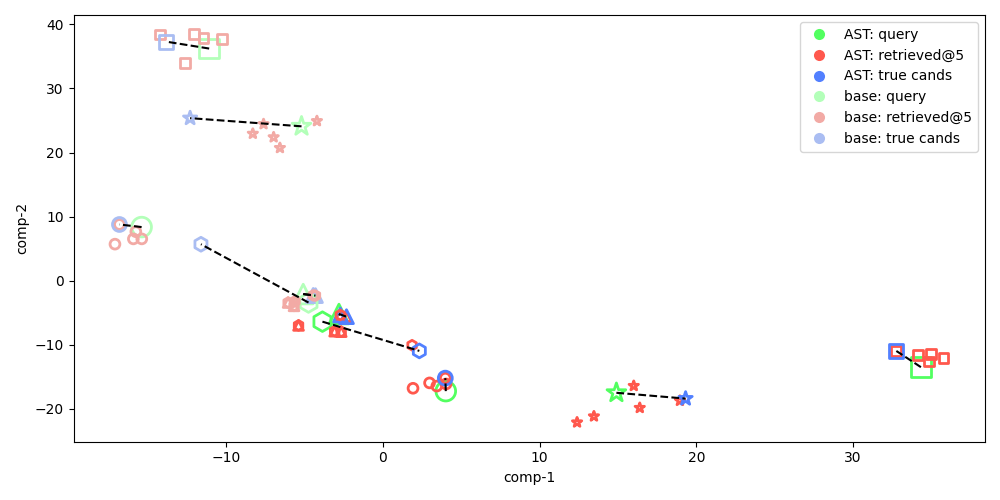 40
30
20
10
0
−10
−20
−10
0
10
20
30
comp-1
comp-2
AST: query
AST: retrieved@5
AST: true cands
base: query
base: retrieved@5
base: true cands